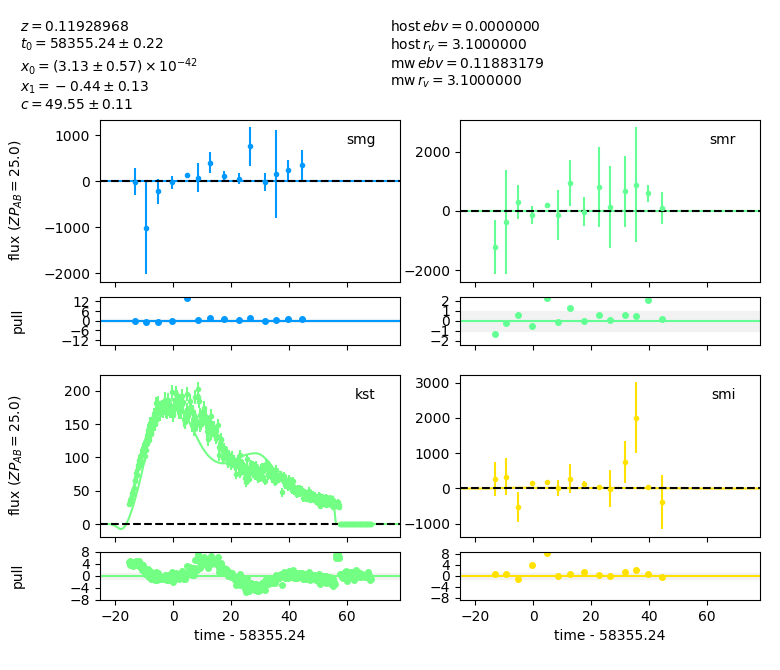 z = 0.11928968
t₀ = 58355.24 ± 0.22
x₀ = (3.13 ± 0.57) × 10⁻⁴²
x₁ = −0.44 ± 0.13
c = 49.55 ± 0.11
host ebv = 0.0000000
host r_v = 3.1000000
mw ebv = 0.11883179
mw r_v = 3.1000000
smg
1000
0
−1000
−2000
flux (ZP_AB = 25.0)
smr
2000
0
−2000
12
6
0
−6
−12
pull
2
1
0
−1
−2
kst
200
150
100
50
0
flux (ZP_AB = 25.0)
smi
3000
2000
1000
0
−1000
8
4
0
−4
−8
pull
−20 0 20 40 60
time - 58355.24
8
4
0
−4
−8
−20 0 20 40 60
time - 58355.24